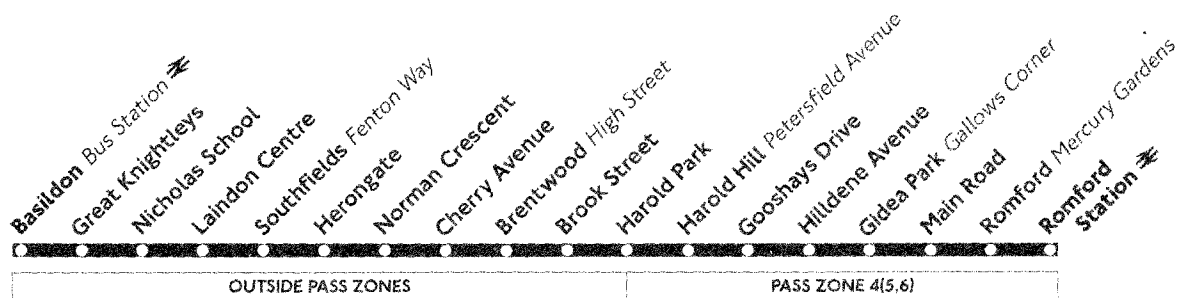 Basildon Bus Station
Great Knightleys
Nicholas School
Laindon Centre
Southfields Fenton Way
Herongate
Norman Crescent
Cherry Avenue
Brentwood High Street
Brook Street
Harold Park
Harold Hill Petersfield Avenue
Gooshays Drive
Hilldene Avenue
Gidea Park Gallows Corner
Main Road
Romford Mercury Gardens
Romford
Station
OUTSIDE PASS ZONES
PASS ZONE 4(5,6)